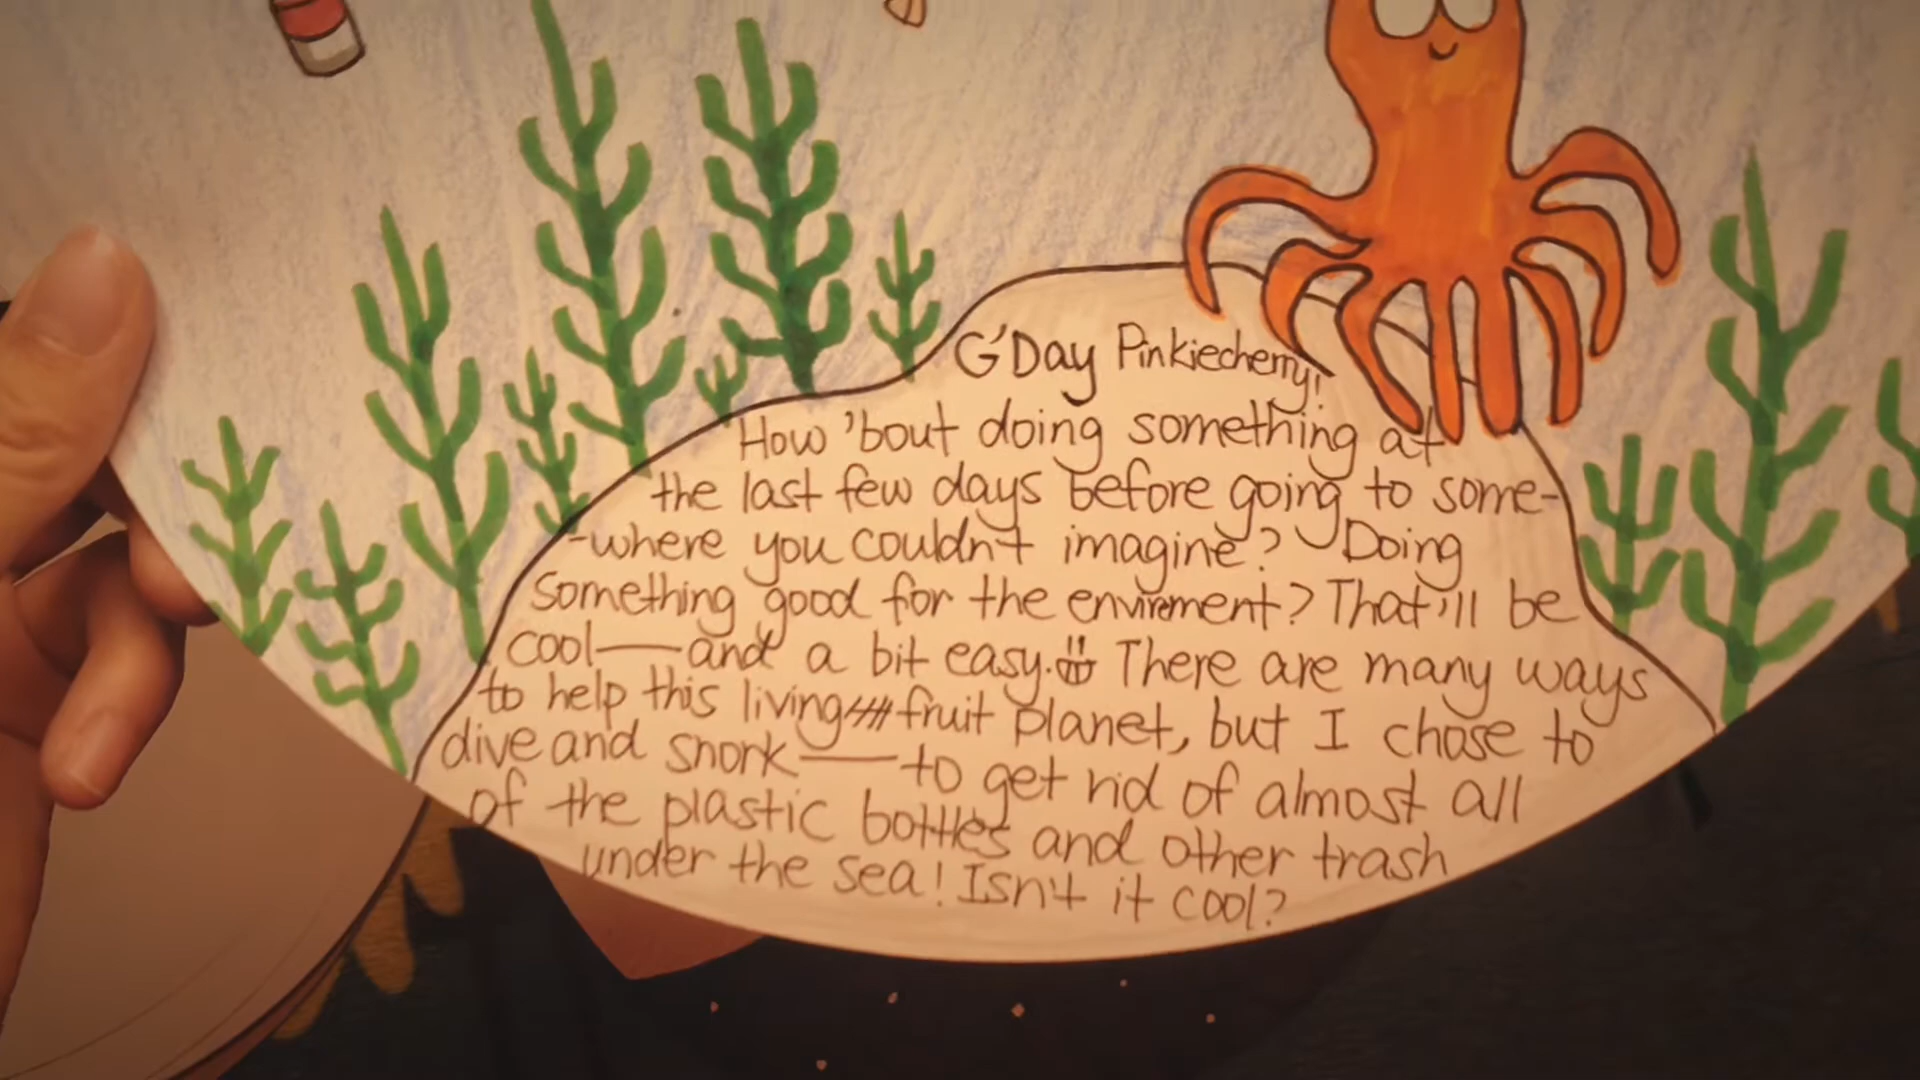 G'Day Pinkiecherry!
How 'bout doing something at
the last few days before going to some-
-where you couldn't imagine? Doing
something good for the envirement? That'll be
cool——and a bit easy. There are many ways
to help this living fruit planet, but I chose to
dive and snork——to get rid of almost all
of the plastic bottles and other trash
under the sea! Isn't it cool?